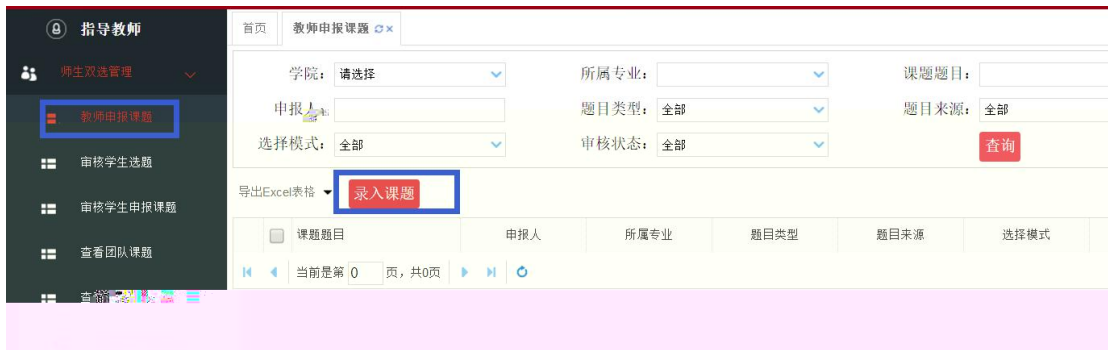 指导教师
首页 教师申报课题
师生双选管理
学院： 请选择 所属专业： 课题题目：
教师申报课题
申报人 题目类型： 全部 题目来源： 全部
审核学生选题
选择模式： 全部 审核状态： 全部 查询
导出Excel表格 录入课题
审核学生申报课题
课题题目 申报人 所属专业 题目类型 题目来源 选择模式
查看团队课题
当前是第 0 页，共0页